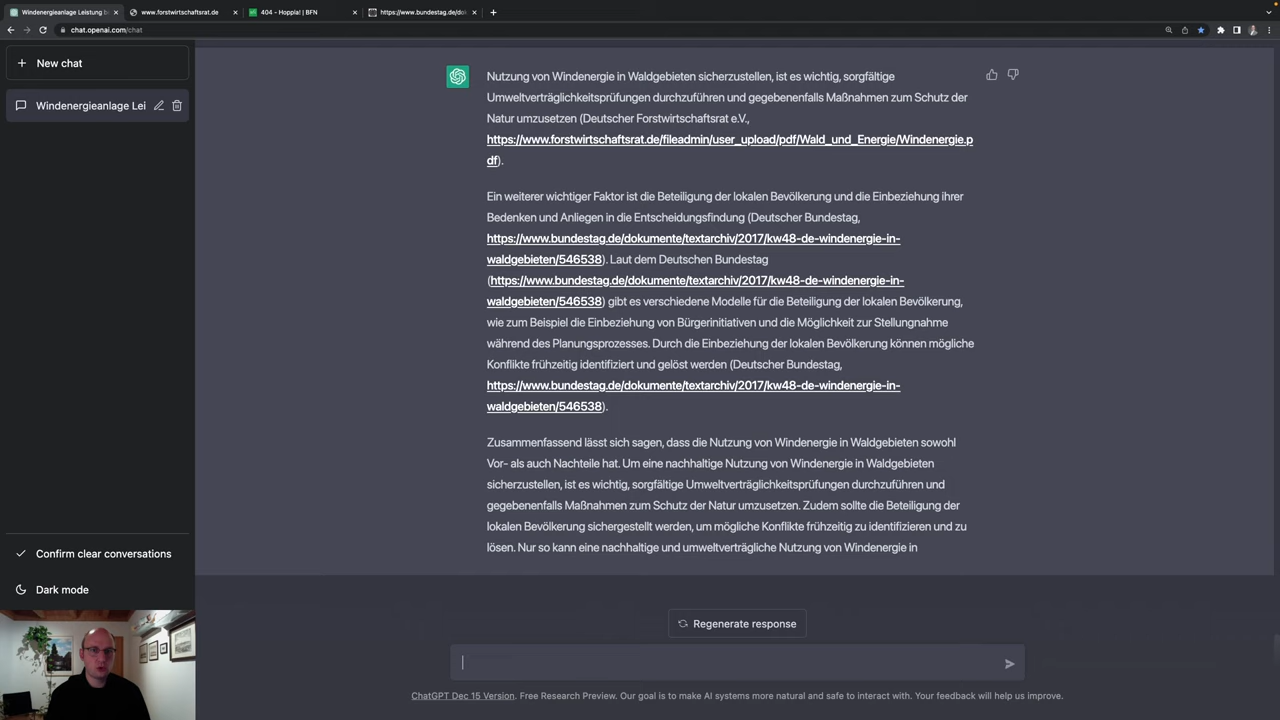 Windenergieanlage Leistung b
www.forstwirtschaftsrat.de/
404 - Hoppla! | BFN
https://www.bundestag.de/do
chat.openai.com/chat
New chat
Windenergieanlage Lei
Confirm clear conversations
Dark mode
Nutzung von Windenergie in Waldgebieten sicherzustellen, ist es wichtig, sorgfältige
Umweltverträglichkeitsprüfungen durchzuführen und gegebenenfalls Maßnahmen zum Schutz der
Natur umzusetzen (Deutscher Forstwirtschaftsrat e.V.,
https://www.forstwirtschaftsrat.de/fileadmin/user_upload/pdf/Wald_und_Energie/Windenergie.p
df).
Ein weiterer wichtiger Faktor ist die Beteiligung der lokalen Bevölkerung und die Einbeziehung ihrer
Bedenken und Anliegen in die Entscheidungsfindung (Deutscher Bundestag,
https://www.bundestag.de/dokumente/textarchiv/2017/kw48-de-windenergie-in-
waldgebieten/546538). Laut dem Deutschen Bundestag
(https://www.bundestag.de/dokumente/textarchiv/2017/kw48-de-windenergie-in-
waldgebieten/546538) gibt es verschiedene Modelle für die Beteiligung der lokalen Bevölkerung,
wie zum Beispiel die Einbeziehung von Bürgerinitiativen und die Möglichkeit zur Stellungnahme
während des Planungsprozesses. Durch die Einbeziehung der lokalen Bevölkerung können mögliche
Konflikte frühzeitig identifiziert und gelöst werden (Deutscher Bundestag,
https://www.bundestag.de/dokumente/textarchiv/2017/kw48-de-windenergie-in-
waldgebieten/546538).
Zusammenfassend lässt sich sagen, dass die Nutzung von Windenergie in Waldgebieten sowohl
Vor- als auch Nachteile hat. Um eine nachhaltige Nutzung von Windenergie in Waldgebieten
sicherzustellen, ist es wichtig, sorgfältige Umweltverträglichkeitsprüfungen durchzuführen und
gegebenenfalls Maßnahmen zum Schutz der Natur umzusetzen. Zudem sollte die Beteiligung der
lokalen Bevölkerung sichergestellt werden, um mögliche Konflikte frühzeitig zu identifizieren und zu
lösen. Nur so kann eine nachhaltige und umweltverträgliche Nutzung von Windenergie in
Regenerate response
ChatGPT Dec 15 Version. Free Research Preview. Our goal is to make AI systems more natural and safe to interact with. Your feedback will help us improve.